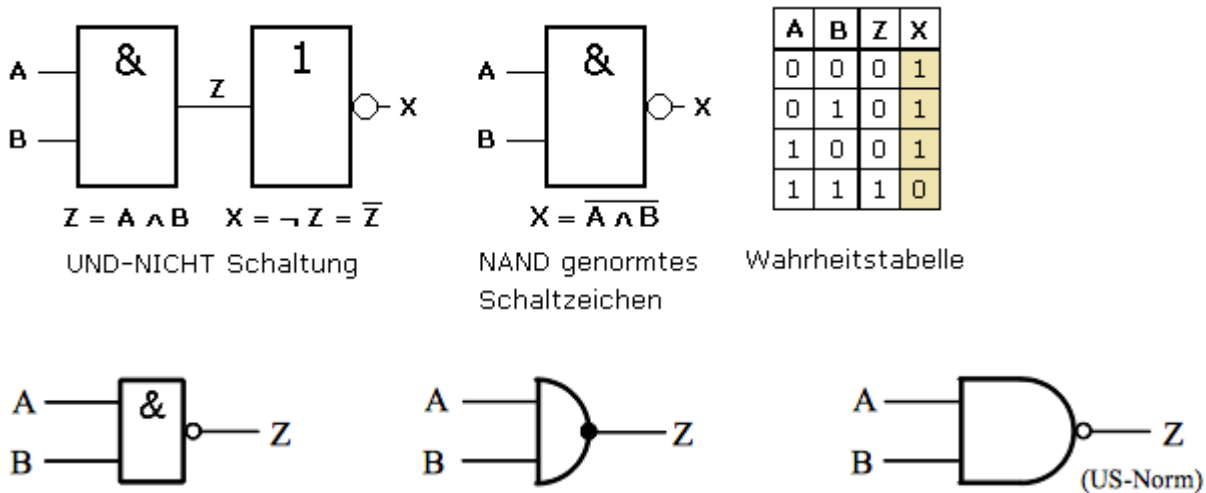 A
B
&
Z
1
X
Z = A ∧ B X = ¬ Z = Z̅
UND-NICHT Schaltung
A
B
&
X
X = A̅ ̅∧̅ ̅B̅
NAND genormtes
Schaltzeichen
A B Z X
0 0 0 1
0 1 0 1
1 0 0 1
1 1 1 0
Wahrheitstabelle
A
B
&
Z
A
B
Z
A
B
Z
(US-Norm)